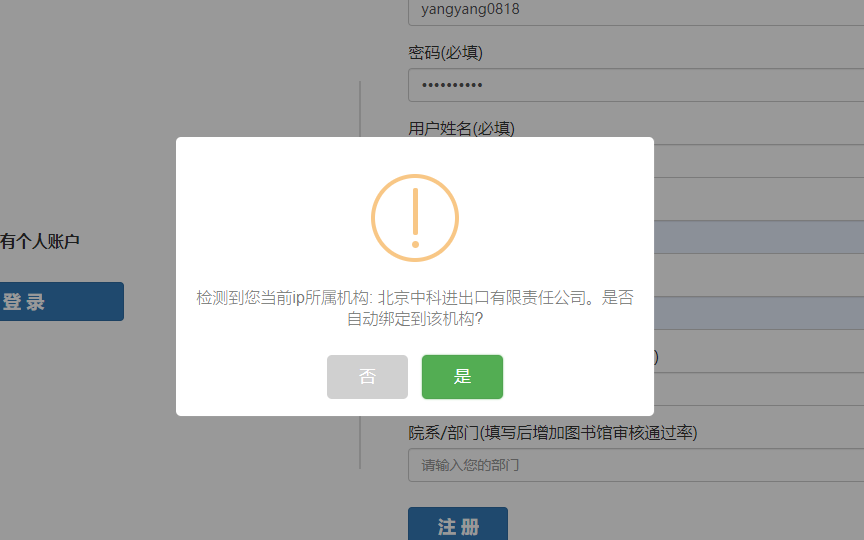 yangyang0818
密码(必填)
••••••••••
用户姓名(必填)
有个人账户
登录
检测到您当前ip所属机构: 北京中科进出口有限责任公司。是否
自动绑定到该机构?
否
是
)
院系/部门(填写后增加图书馆审核通过率)
请输入您的部门
注册